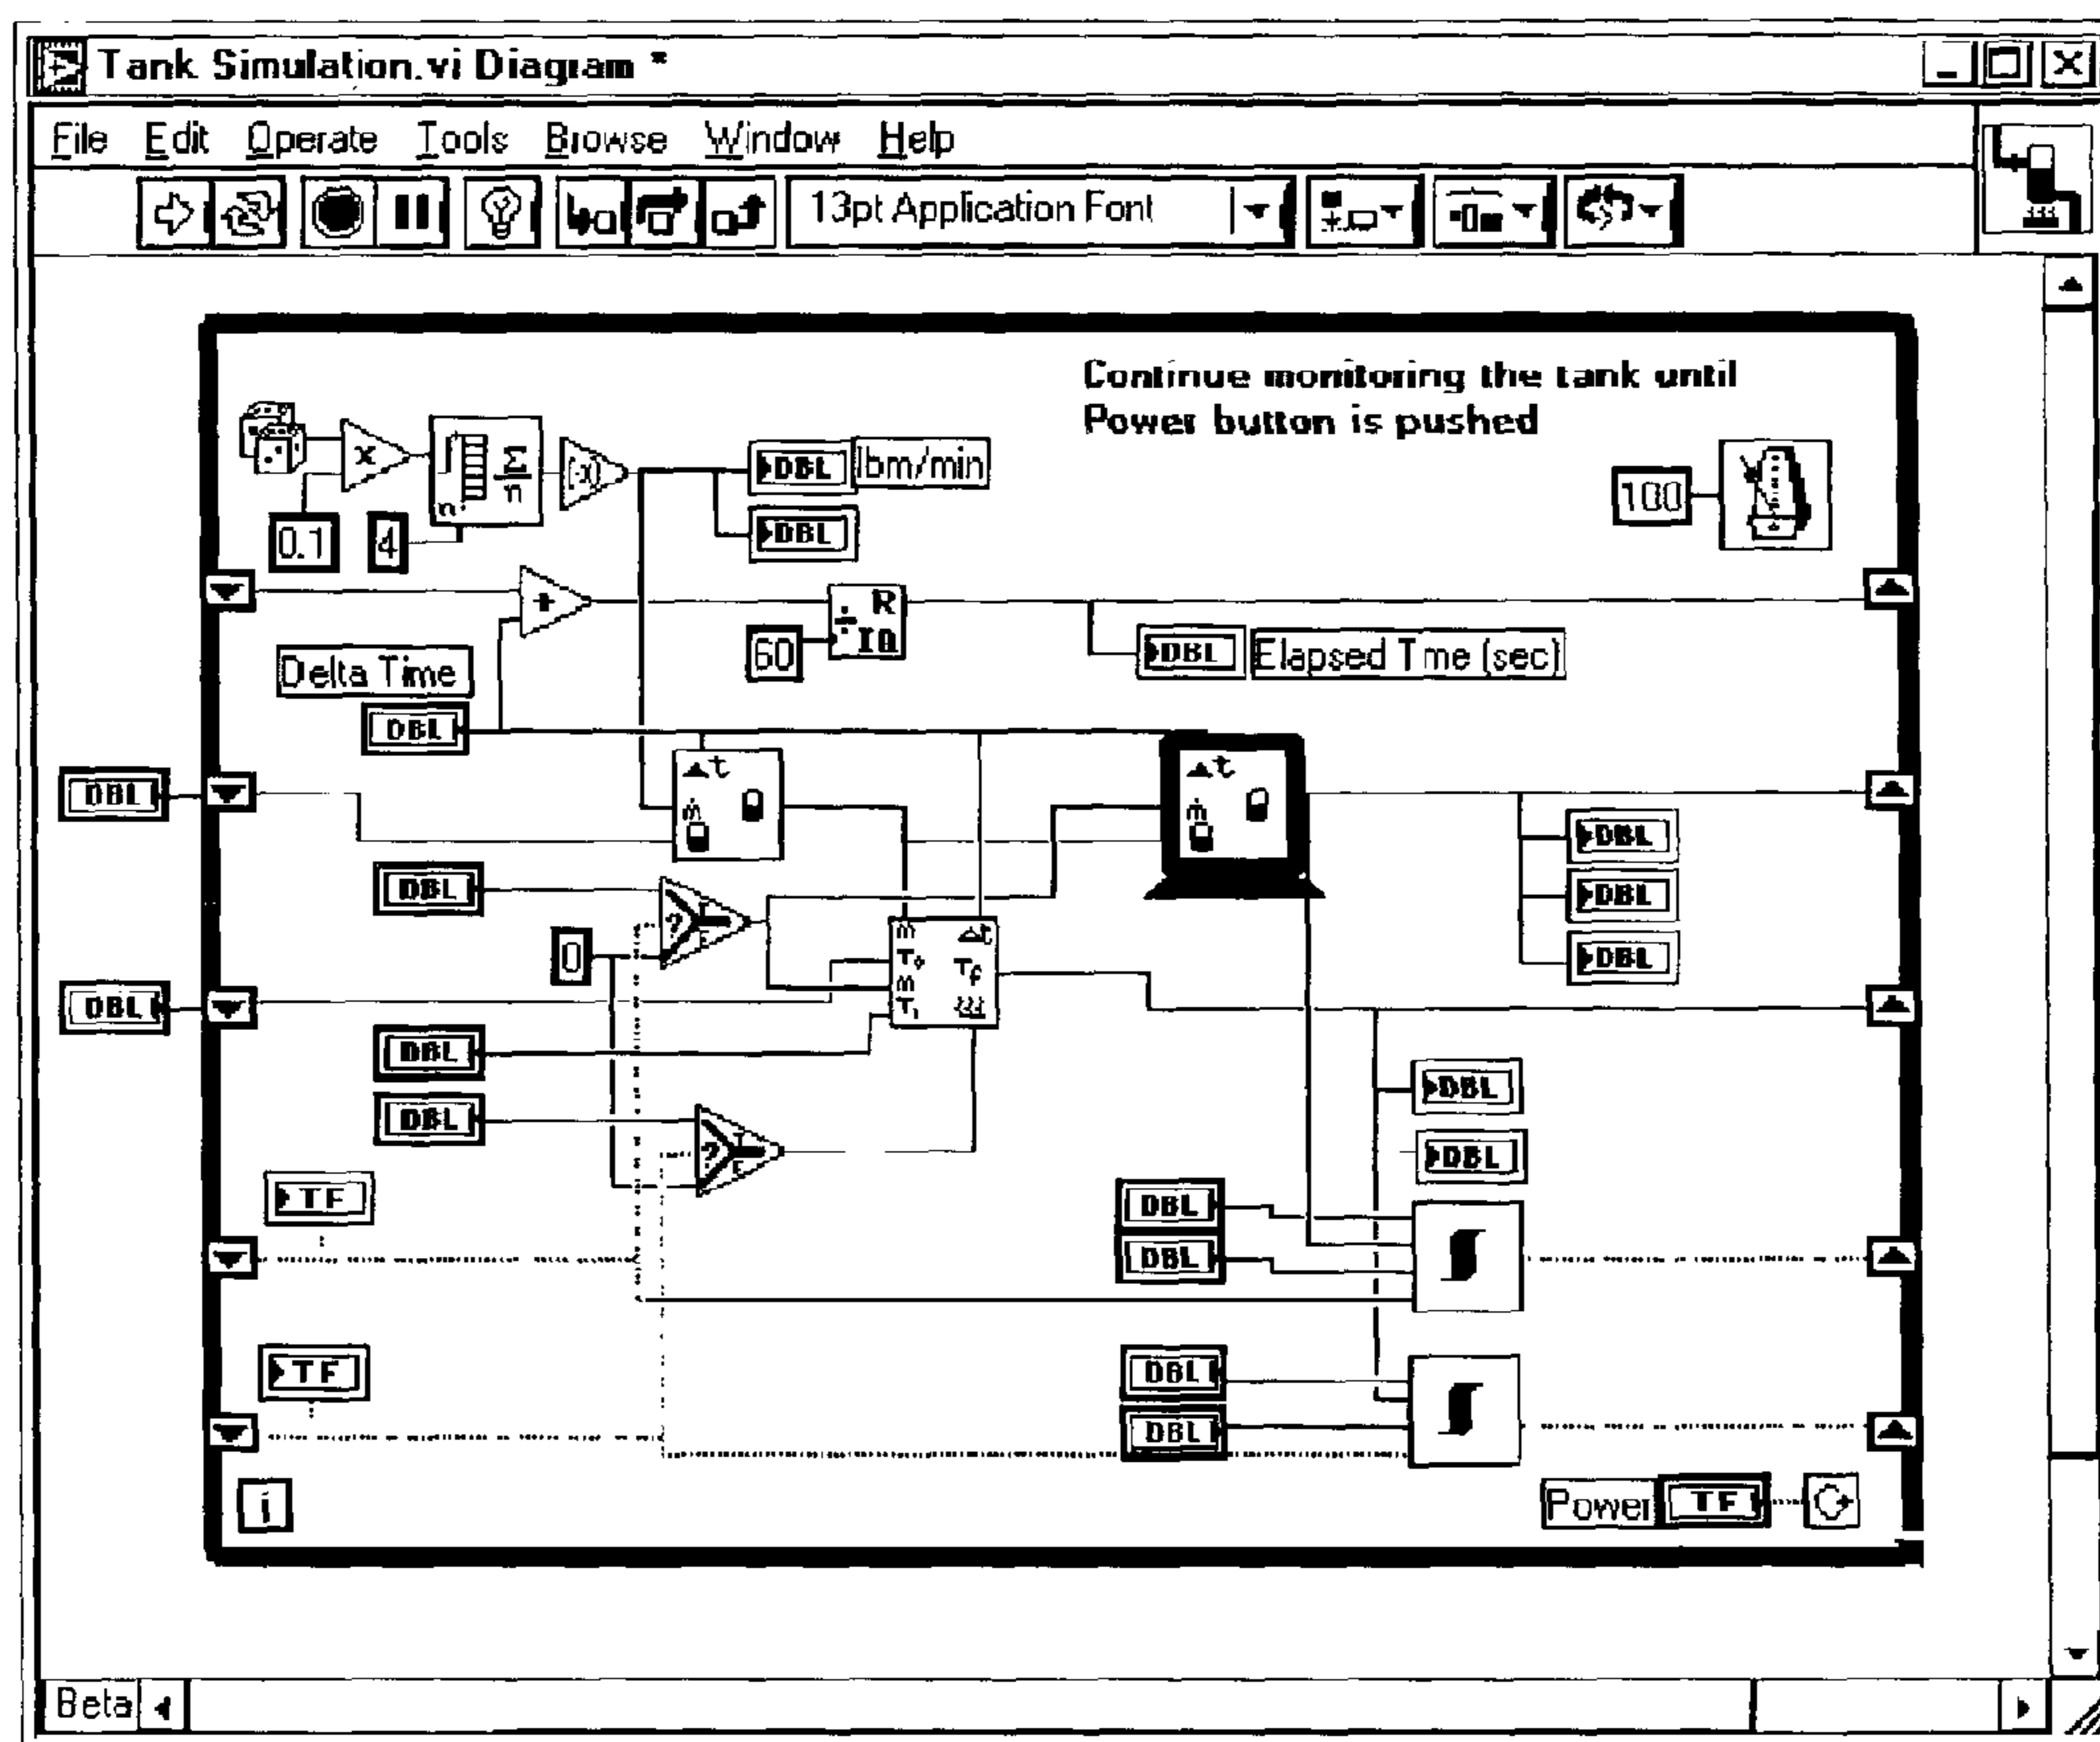 Tank Simulation.vi Diagram *
File Edit Operate Tools Browse Window Help
13pt Application Font
Continue monitoring the tank until
Power button is pushed
x
Σ
n
n
(x)
DBL lbm/min
100
0.1
4
DBL
+
R
IQ
60
DBL Elapsed Tme (sec)
Delta Time
DBL
DBL
t
ṁ
t
ṁ
DBL
DBL
? T F
DBL
0
m t
T Tf
m
T
DBL
DBL
DBL
DBL
DBL
? T F
DBL
TF
DBL
DBL
TF
DBL
DBL
i
Power TF
Beta